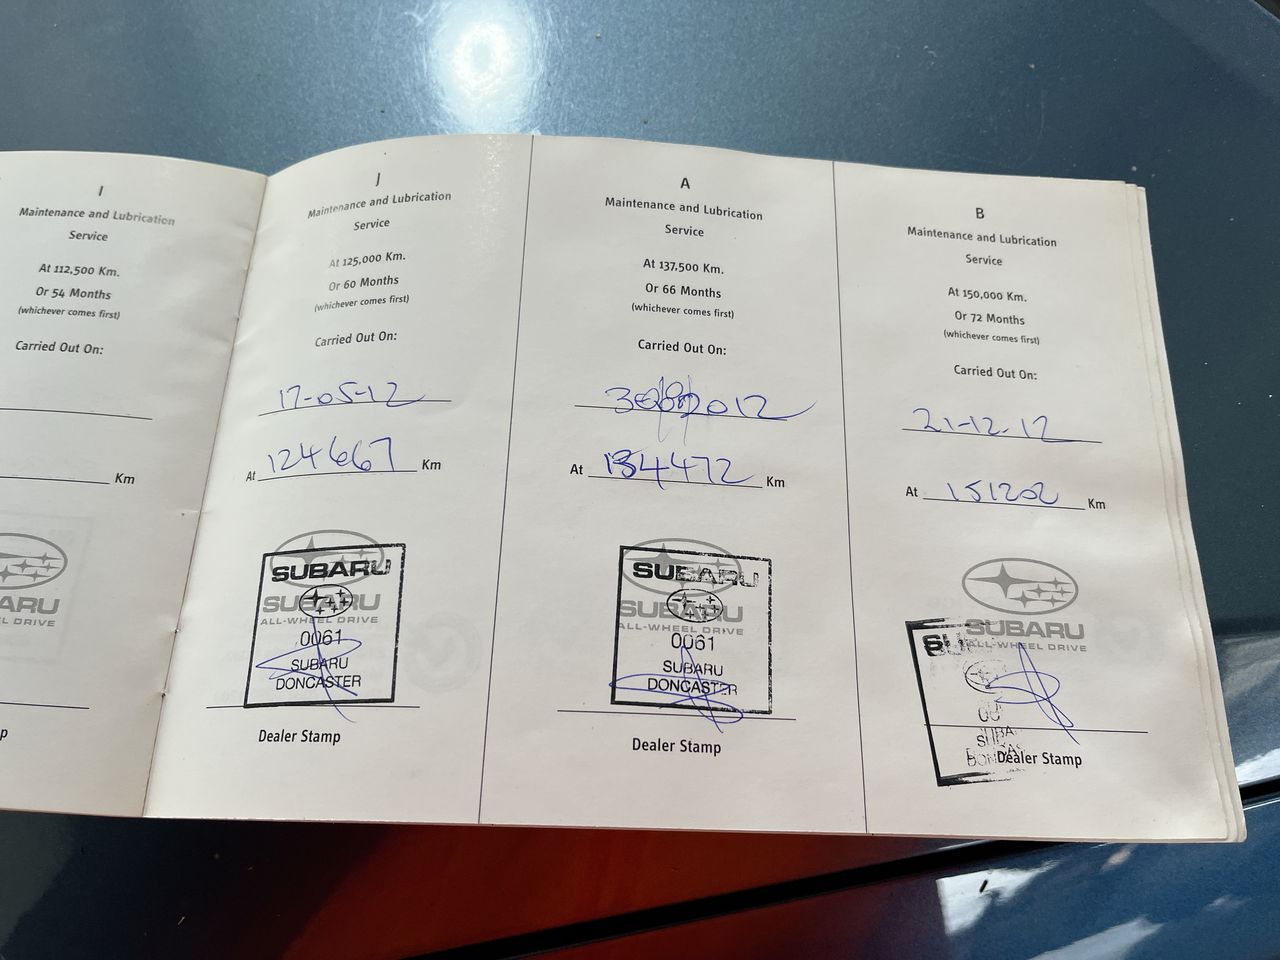 I
Maintenance and Lubrication
Service
At 112,500 Km.
Or 54 Months
(whichever comes first)
Carried Out On:
Km
SUBARU
ALL-WHEEL DRIVE
J
Maintenance and Lubrication
Service
At 125,000 Km.
Or 60 Months
(whichever comes first)
Carried Out On:
17-05-12
At 124667 Km
SUBARU
SUBARU
ALL-WHEEL DRIVE
0061
SUBARU
DONCASTER
Dealer Stamp
A
Maintenance and Lubrication
Service
At 137,500 Km.
Or 66 Months
(whichever comes first)
Carried Out On:
2012
At 134472 Km
SUBARU
SUBARU
ALL-WHEEL DRIVE
0061
SUBARU
DONCASTER
Dealer Stamp
B
Maintenance and Lubrication
Service
At 150,000 Km.
Or 72 Months
(whichever comes first)
Carried Out On:
21-12-12
At 151202 Km
SUBARU
ALL-WHEEL DRIVE
Dealer Stamp